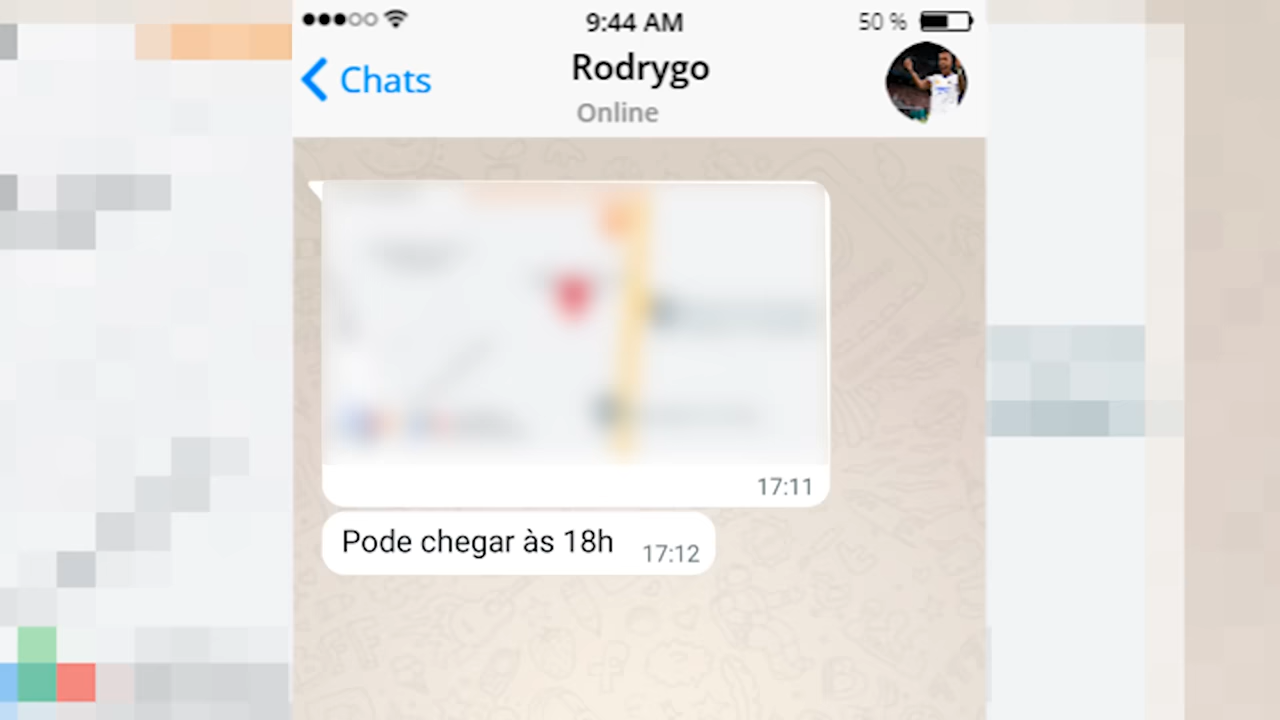 9:44 AM
50 %
Chats
Rodrygo
Online
17:11
Pode chegar às 18h
17:12